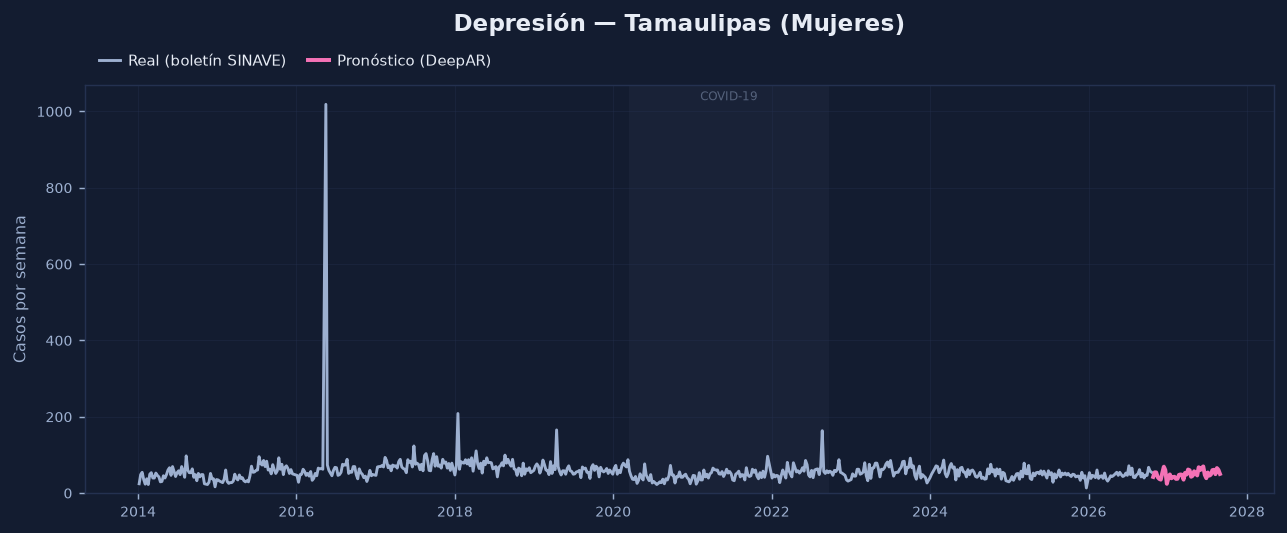 Depresión — Tamaulipas (Mujeres)
Real (boletín SINAVE)
Pronóstico (DeepAR)
COVID-19
Casos por semana
1000
800
600
400
200
0
2014
2016
2018
2020
2022
2024
2026
2028